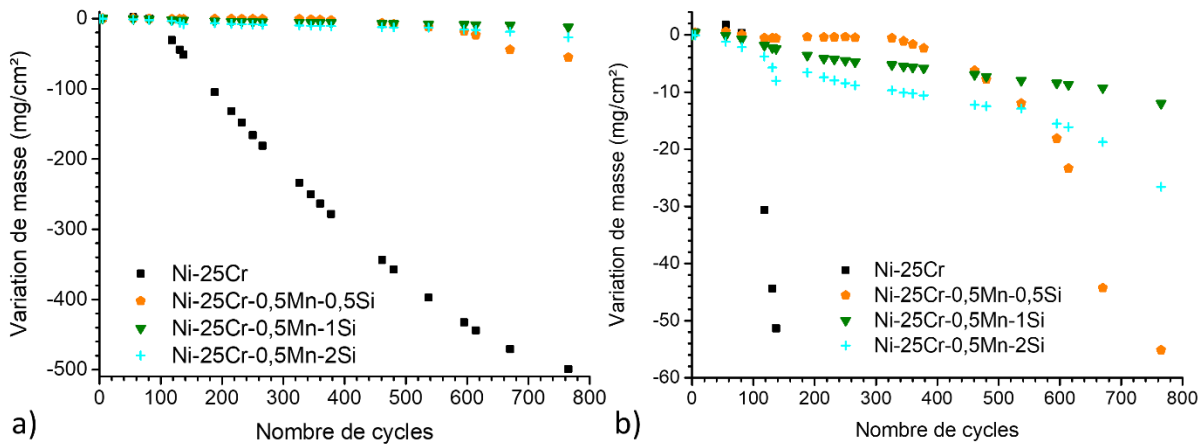 Variation de masse (mg/cm²)
0
-100
-200
-300
-400
-500
0 100 200 300 400 500 600 700 800
Nombre de cycles
Ni-25Cr
Ni-25Cr-0,5Mn-0,5Si
Ni-25Cr-0,5Mn-1Si
Ni-25Cr-0,5Mn-2Si
a)
Variation de masse (mg/cm²)
0
-10
-20
-30
-40
-50
-60
0 100 200 300 400 500 600 700 800
Nombre de cycles
Ni-25Cr
Ni-25Cr-0,5Mn-0,5Si
Ni-25Cr-0,5Mn-1Si
Ni-25Cr-0,5Mn-2Si
b)